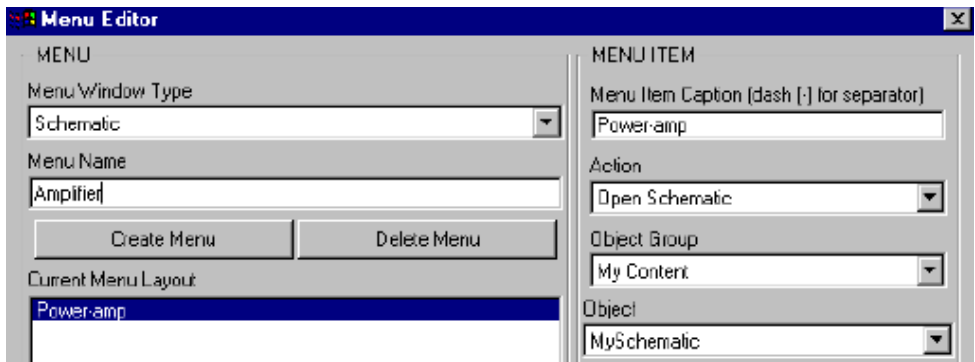 Menu Editor
MENU
Menu Window Type
Schematic
Menu Name
Amplifier
Create Menu
Delete Menu
Current Menu Layout
Power-amp
MENU ITEM
Menu Item Caption (dash [-] for separator)
Power-amp
Action
Open Schematic
Object Group
My Content
Object
MySchematic